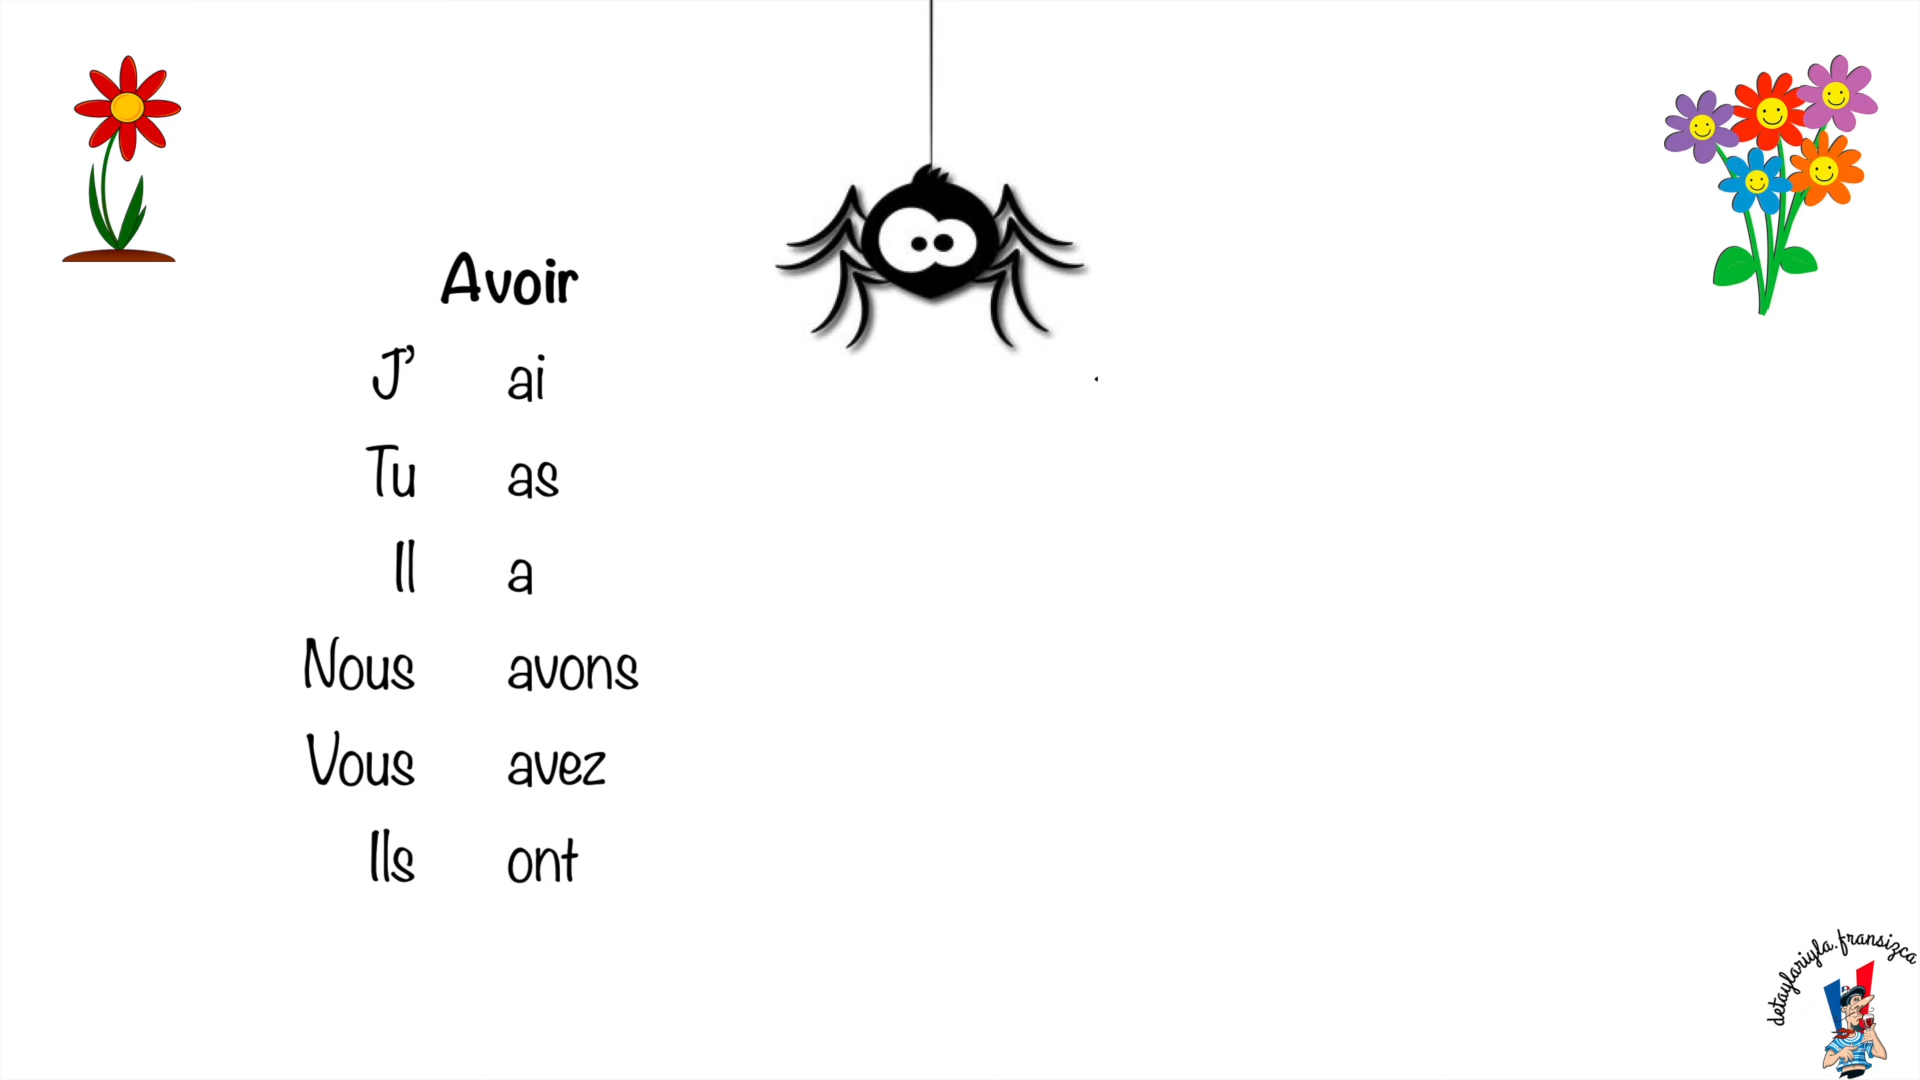 Avoir
J' ai
Tu as
Il a
Nous avons
Vous avez
Ils ont
detaylariyla.fransizca